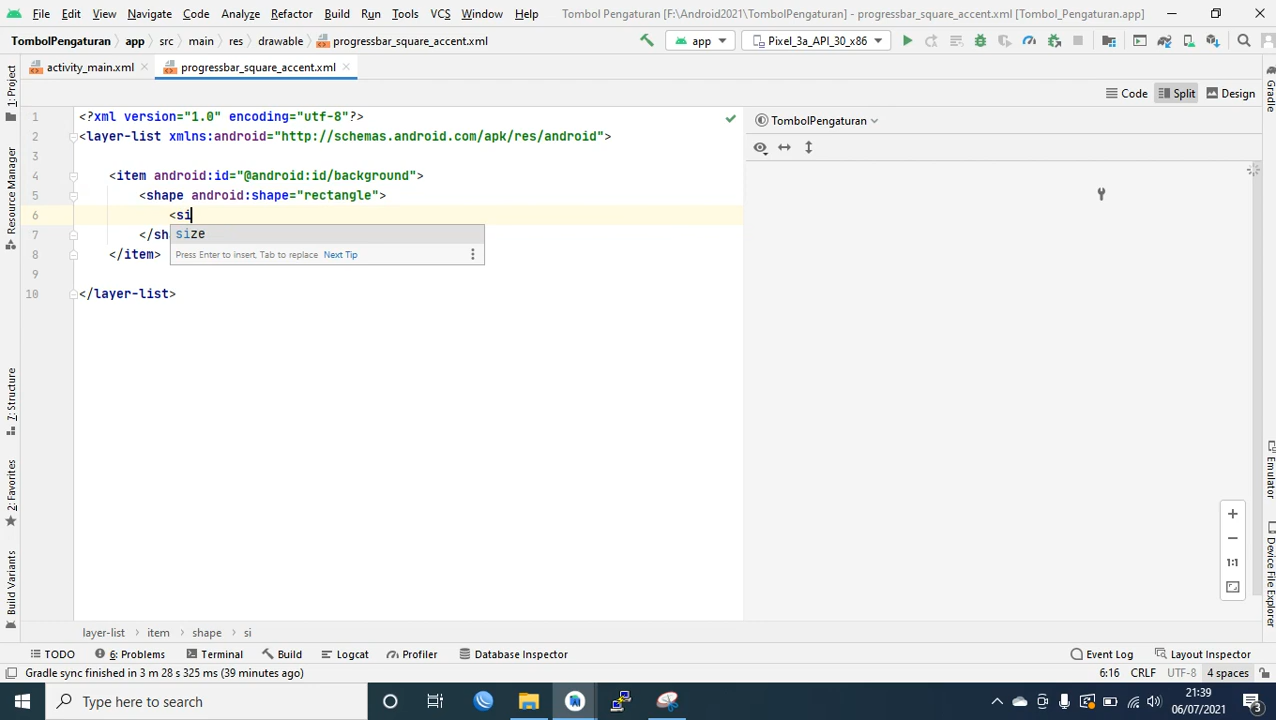 File Edit View Navigate Code Analyze Refactor Build Run Tools VCS Window Help Tombol Pengaturan [F:\Android2021\TombolPengaturan] - progressbar_square_accent.xml [Tombol_Pengaturan.app]
TombolPengaturan app src main res drawable progressbar_square_accent.xml app Pixel_3a_API_30_x86
activity_main.xml progressbar_square_accent.xml
Code Split Design
1 <?xml version="1.0" encoding="utf-8"?>
2 <layer-list xmlns:android="http://schemas.android.com/apk/res/android">
3
4 <item android:id="@android:id/background">
5 <shape android:shape="rectangle">
6 <si
7 </sh
8 </item>
9
10 </layer-list>
size
Press Enter to insert, Tab to replace Next Tip
TombolPengaturan
1:1
1: Project
Resource Manager
7: Structure
2: Favorites
Build Variants
Gradle
Emulator
Device File Explorer
layer-list item shape si
TODO 6: Problems Terminal Build Logcat Profiler Database Inspector Event Log Layout Inspector
Gradle sync finished in 3 m 28 s 325 ms (39 minutes ago) 6:16 CRLF UTF-8 4 spaces
Type here to search
21:39
06/07/2021
3